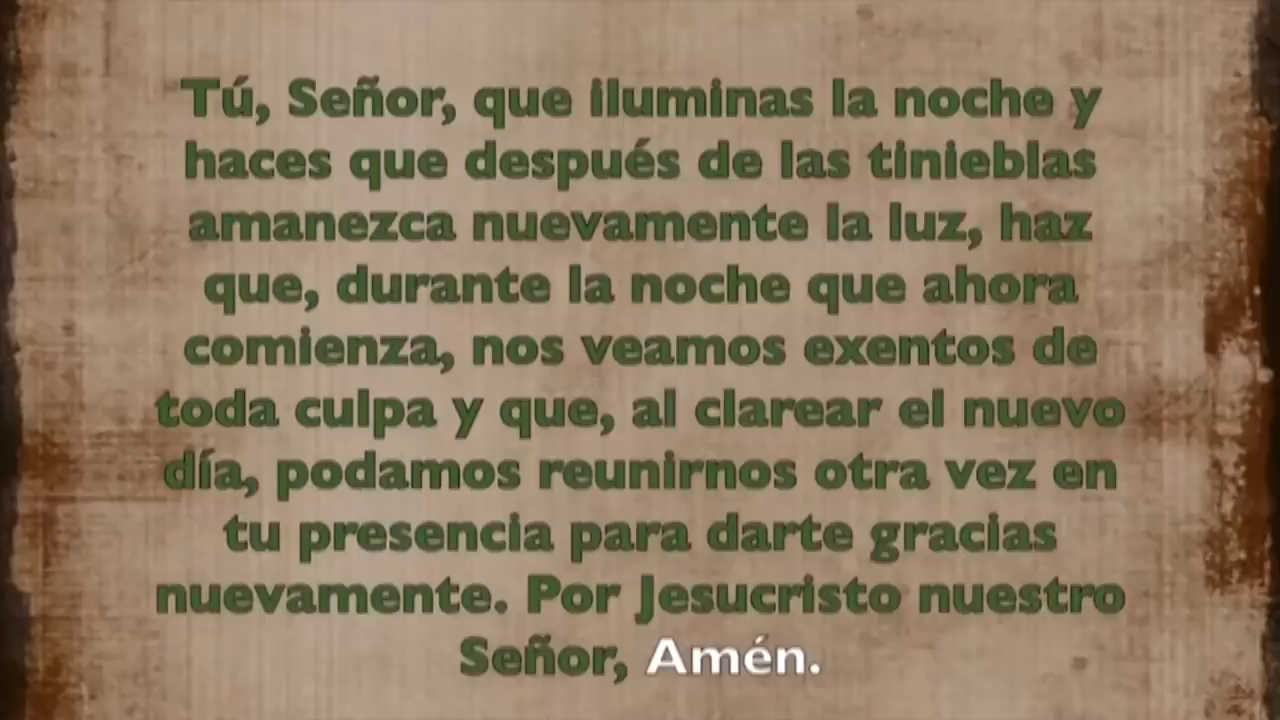 Tú, Señor, que iluminas la noche y
haces que después de las tinieblas
amanezca nuevamente la luz, haz
que, durante la noche que ahora
comienza, nos veamos exentos de
toda culpa y que, al clarear el nuevo
día, podamos reunirnos otra vez en
tu presencia para darte gracias
nuevamente. Por Jesucristo nuestro
Señor, Amén.